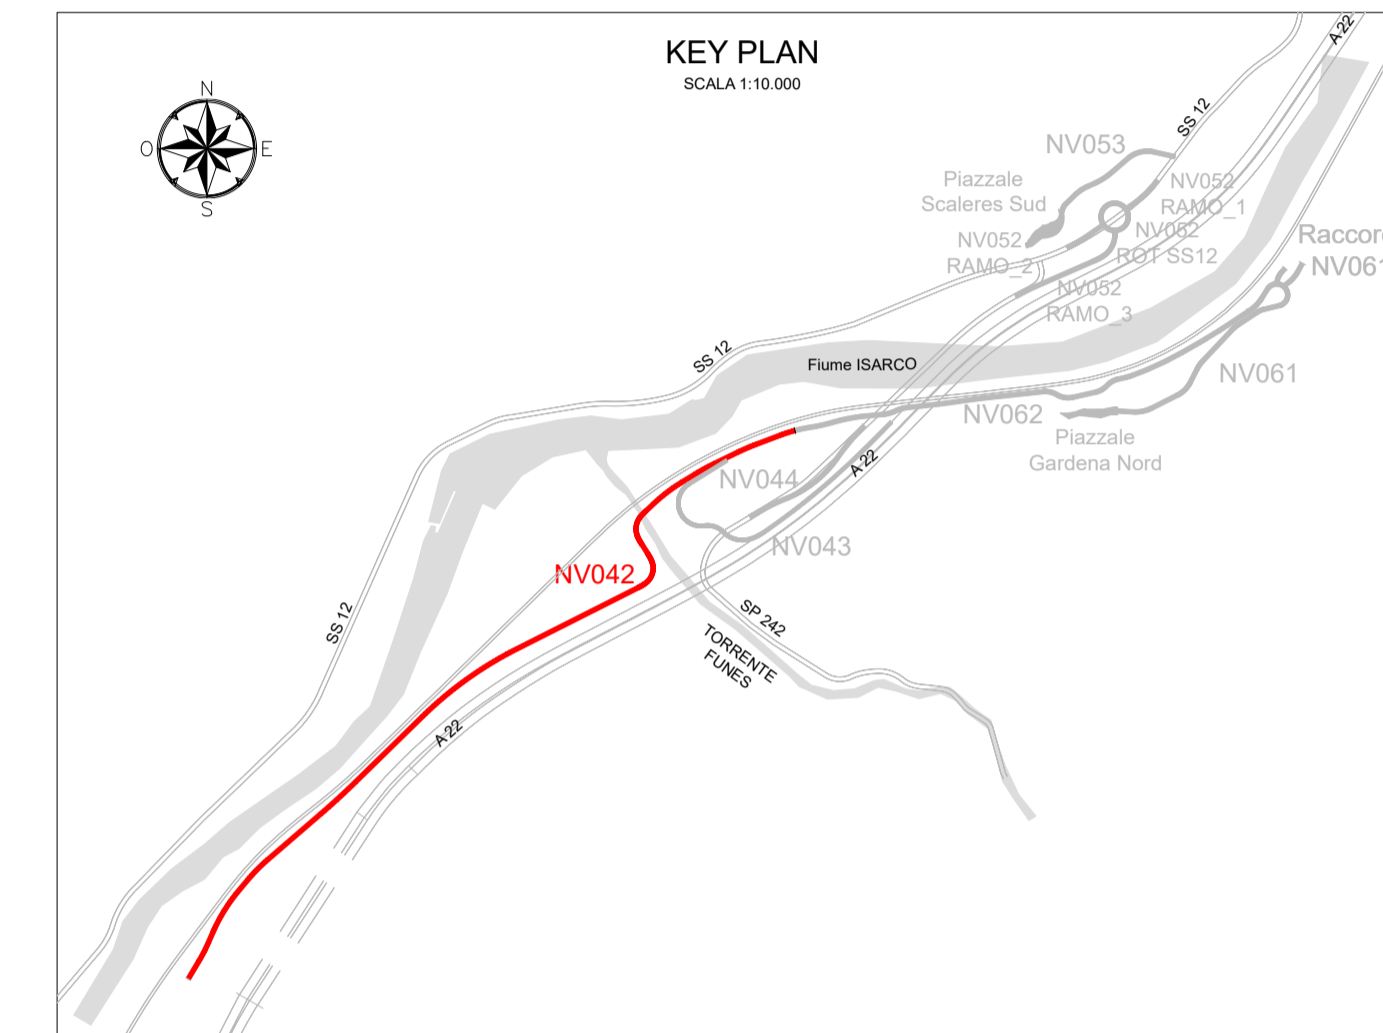 KEY PLAN
SCALA 1:10.000
N
O
E
S
A 22
SS 12
NV053
Piazzale
Scaleres Sud
NV052
RAMO_1
NV052
ROT SS12
NV052
RAMO_2
NV052
RAMO_3
Raccor
NV061
SS 12
Fiume ISARCO
NV061
NV062
Piazzale
Gardena Nord
A 22
NV044
NV043
NV042
SS 12
SP 242
TORRENTE
FUNES
A 22